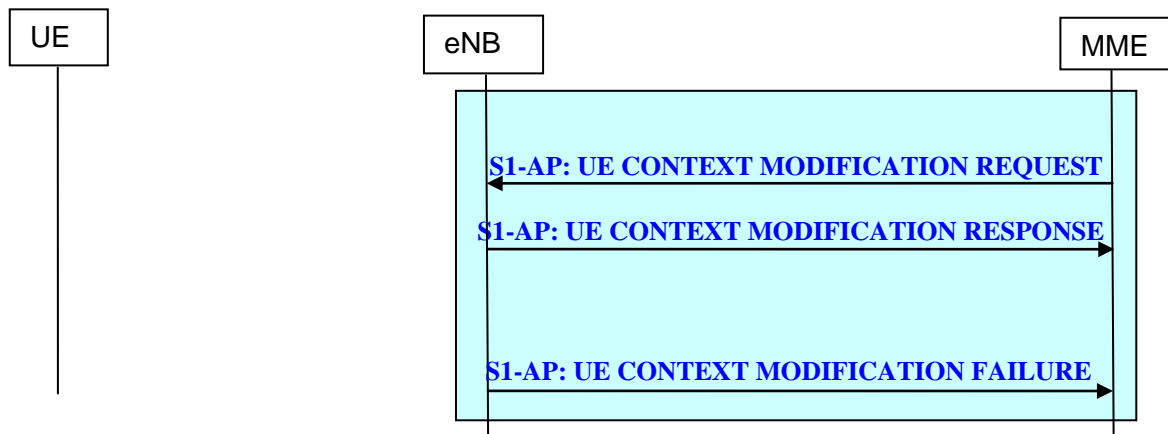 UE
eNB
MME
S1-AP: UE CONTEXT MODIFICATION REQUEST
S1-AP: UE CONTEXT MODIFICATION RESPONSE
S1-AP: UE CONTEXT MODIFICATION FAILURE